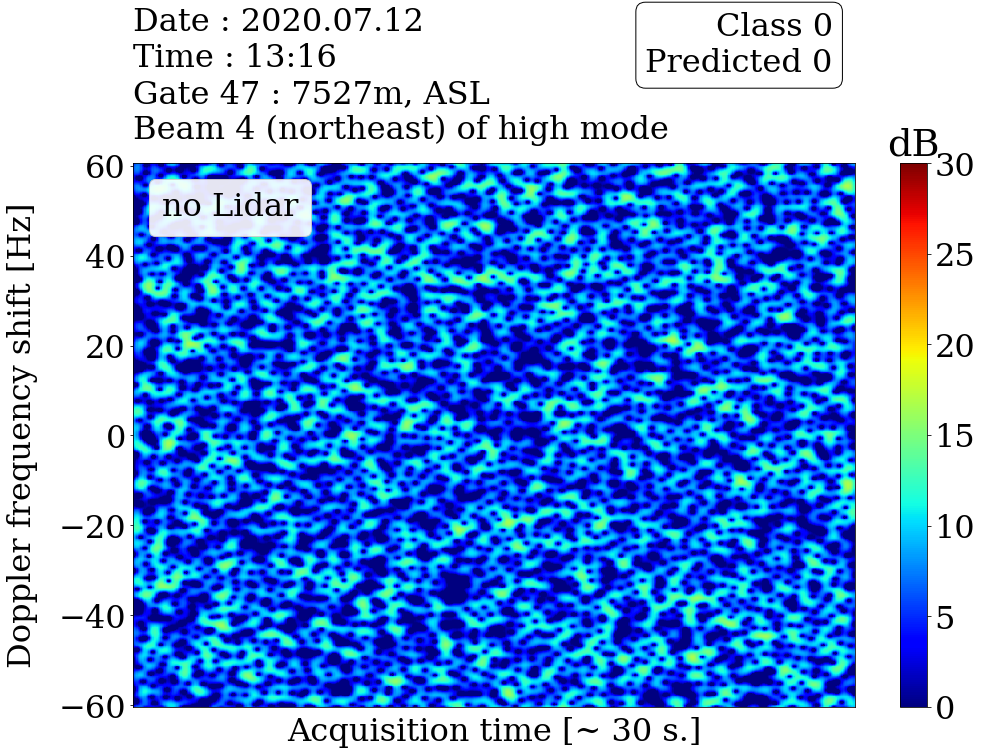 Date : 2020.07.12
Time : 13:16
Gate 47 : 7527m, ASL
Beam 4 (northeast) of high mode
Class 0
Predicted 0
dB
no Lidar
Doppler frequency shift [Hz]
60
40
20
0
−20
−40
−60
30
25
20
15
10
5
0
Acquisition time [~ 30 s.]